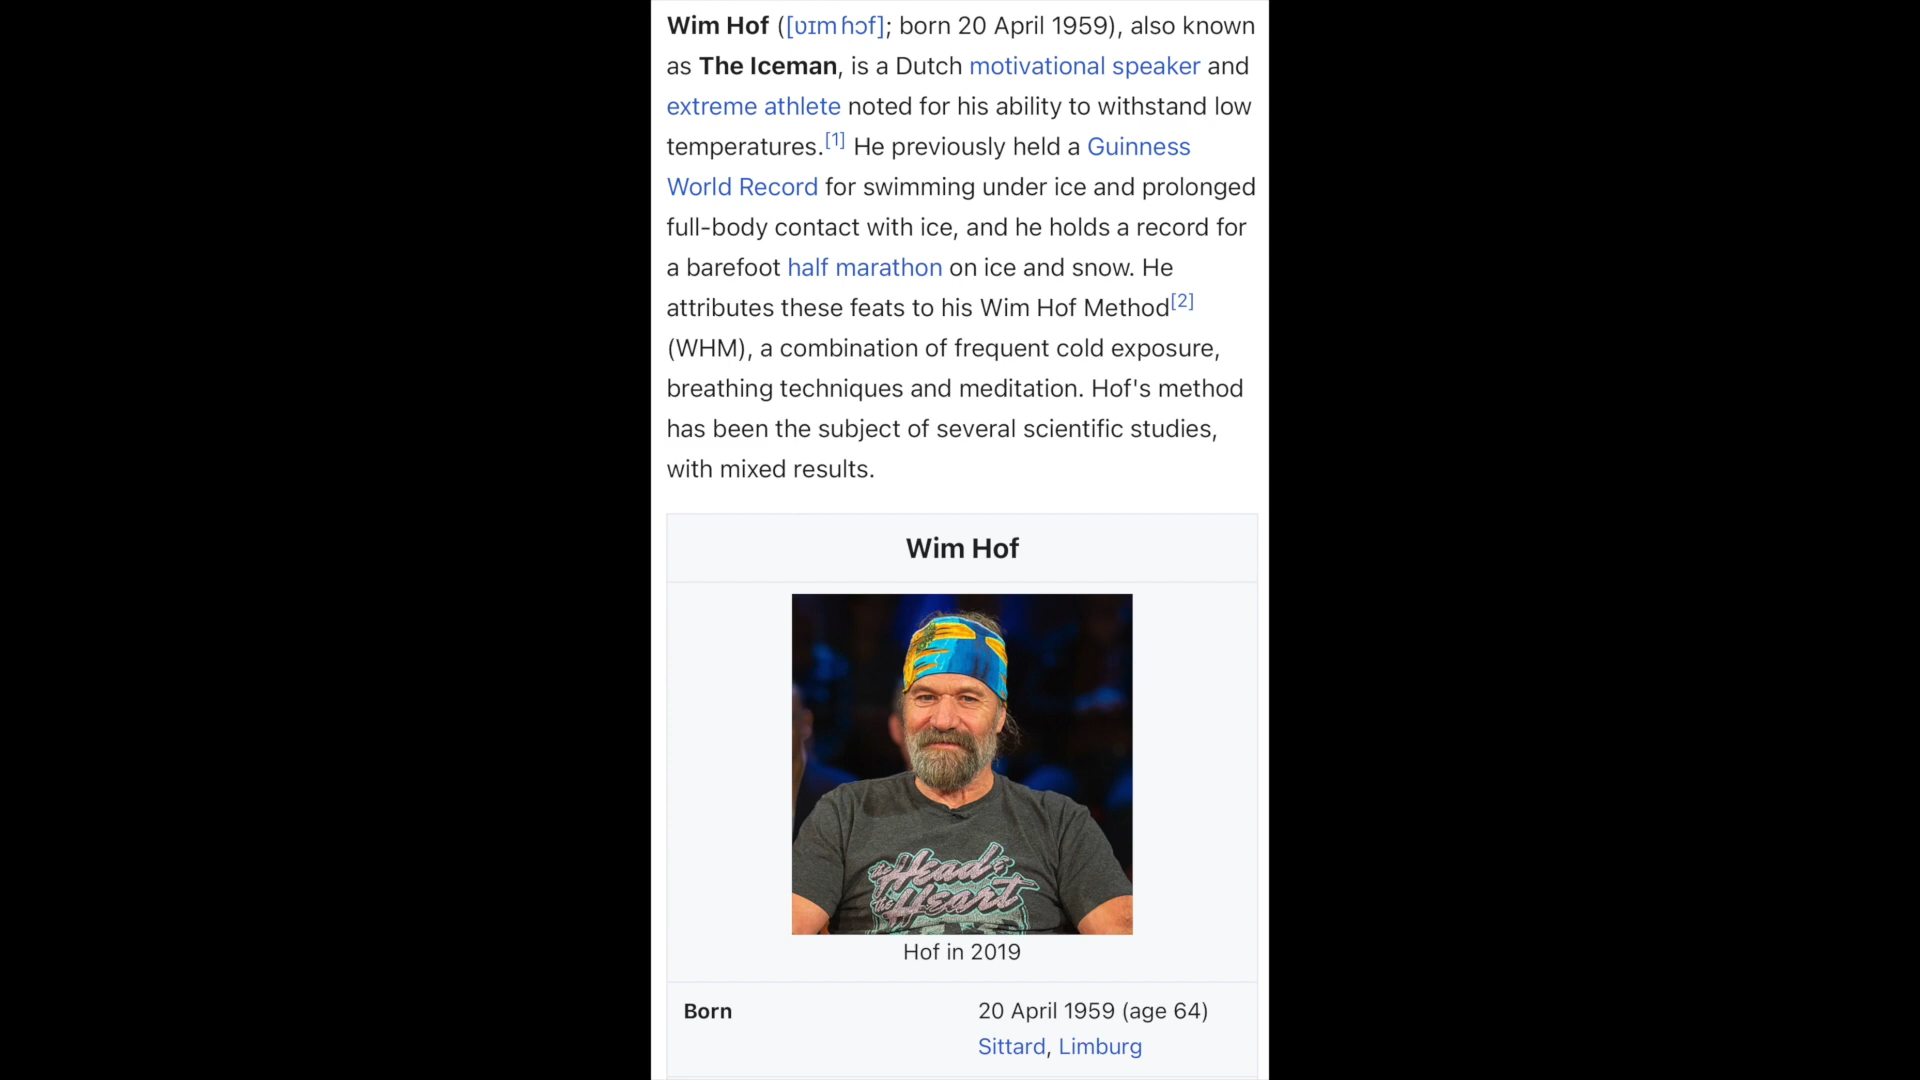 Wim Hof ([ʋɪm ɦɔf]; born 20 April 1959), also known
as The Iceman, is a Dutch motivational speaker and
extreme athlete noted for his ability to withstand low
temperatures.[1] He previously held a Guinness
World Record for swimming under ice and prolonged
full-body contact with ice, and he holds a record for
a barefoot half marathon on ice and snow. He
attributes these feats to his Wim Hof Method[2]
(WHM), a combination of frequent cold exposure,
breathing techniques and meditation. Hof's method
has been the subject of several scientific studies,
with mixed results.
Wim Hof
the Head &
the Heart
Hof in 2019
Born 20 April 1959 (age 64)
Sittard, Limburg